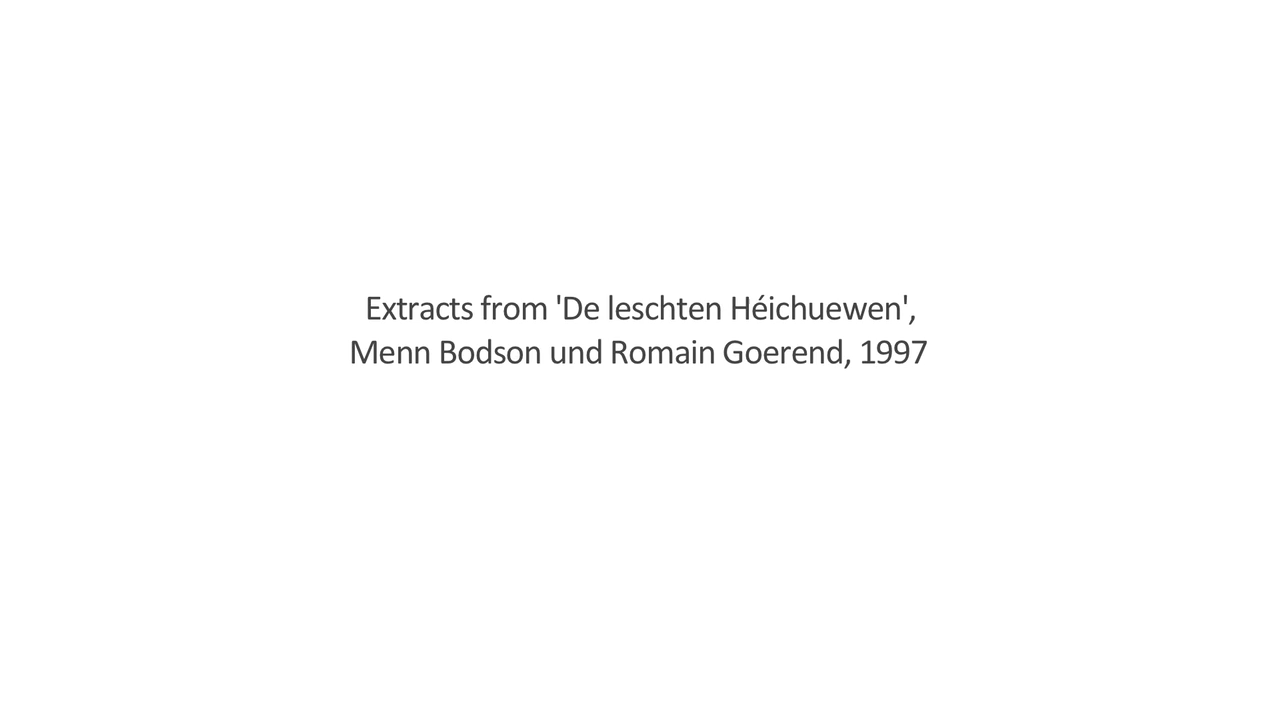 Extracts from 'De leschten Héichuewen',
Menn Bodson und Romain Goerend, 1997